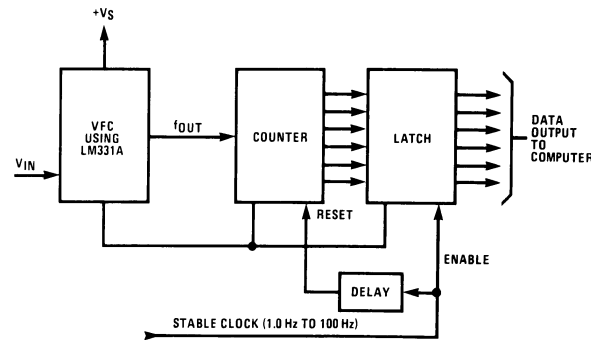 +VS
VFC
USING
LM331A
VIN
fOUT
COUNTER
LATCH
DATA
OUTPUT
TO
COMPUTER
RESET
ENABLE
DELAY
STABLE CLOCK (1.0 Hz TO 100 Hz)